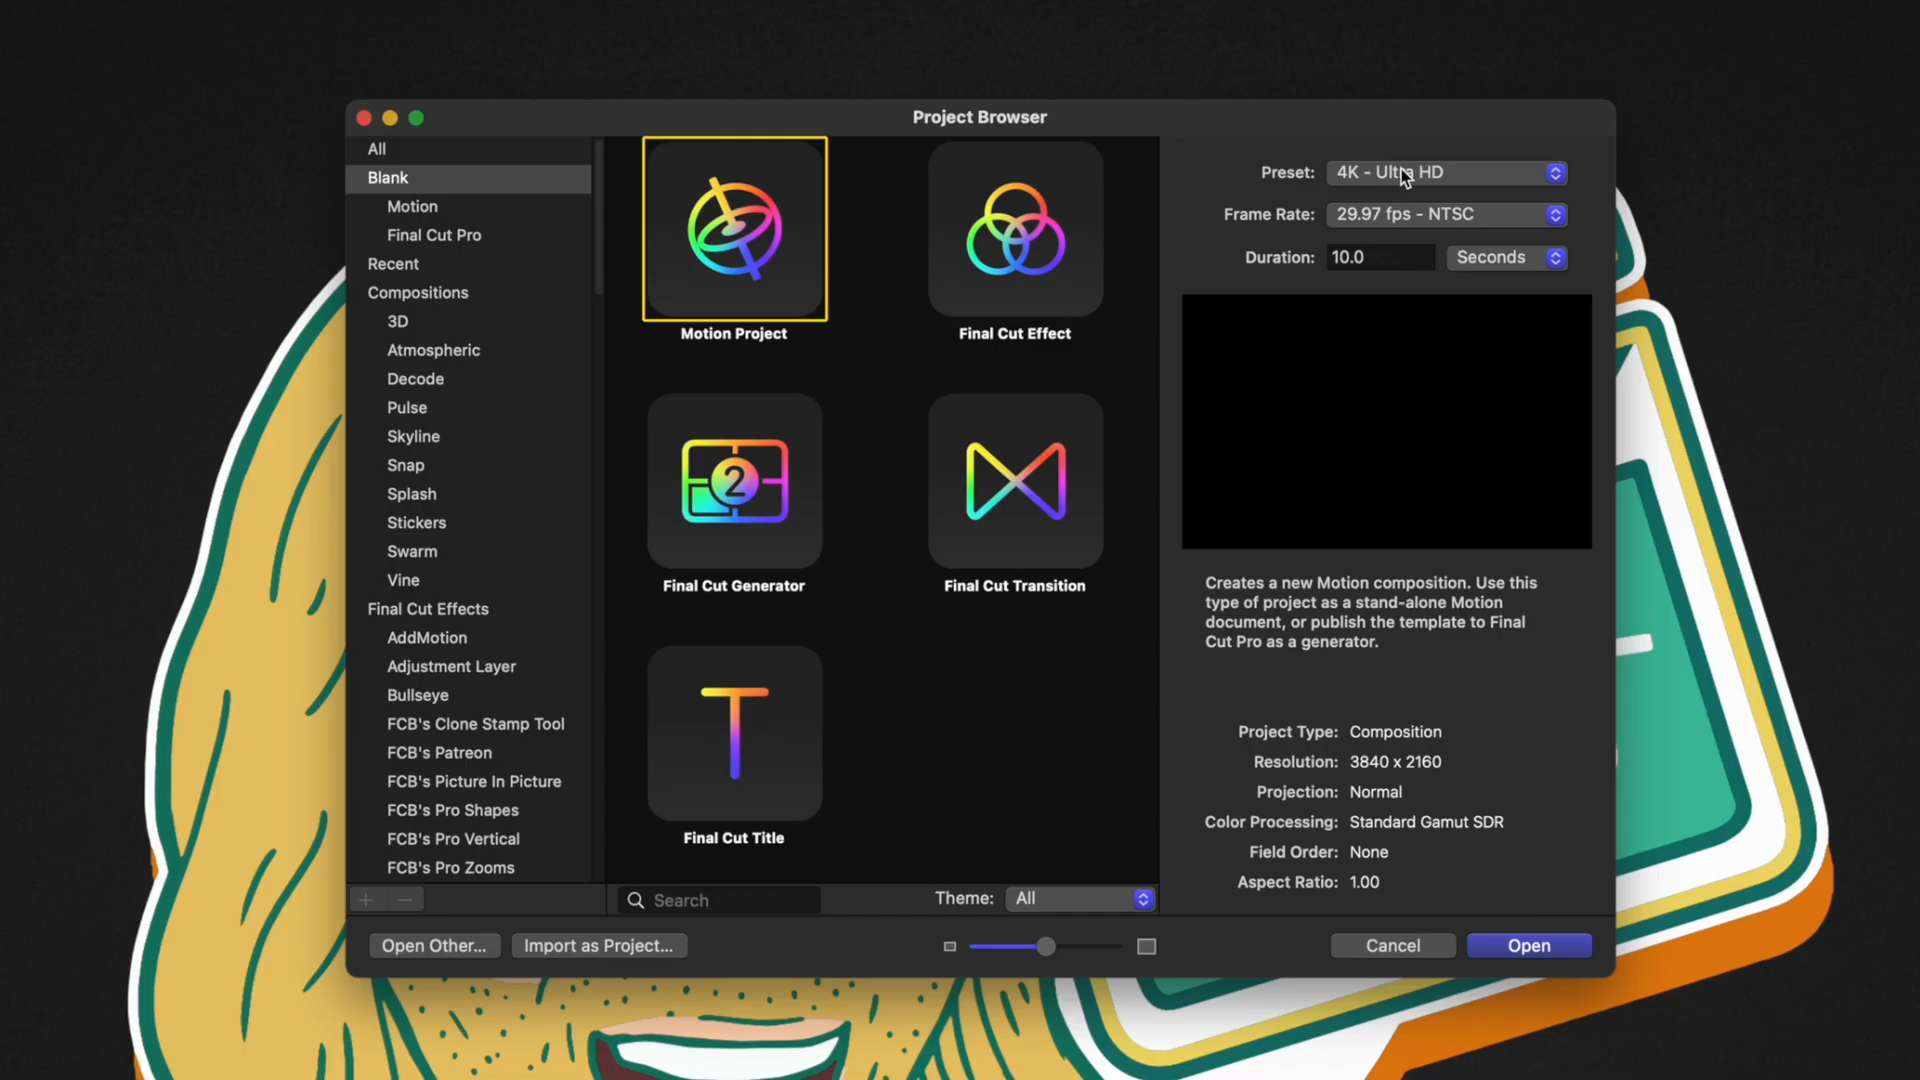 Project Browser
All
Blank
Motion
Final Cut Pro
Recent
Compositions
3D
Atmospheric
Decode
Pulse
Skyline
Snap
Splash
Stickers
Swarm
Vine
Final Cut Effects
AddMotion
Adjustment Layer
Bullseye
FCB's Clone Stamp Tool
FCB's Patreon
FCB's Picture In Picture
FCB's Pro Shapes
FCB's Pro Vertical
FCB's Pro Zooms
Motion Project
Final Cut Effect
2
Final Cut Generator
Final Cut Transition
T
Final Cut Title
Search
Theme: All
Preset: 4K - Ultra HD
Frame Rate: 29.97 fps - NTSC
Duration: 10.0 Seconds
Creates a new Motion composition. Use this
type of project as a stand-alone Motion
document, or publish the template to Final
Cut Pro as a generator.
Project Type: Composition
Resolution: 3840 x 2160
Projection: Normal
Color Processing: Standard Gamut SDR
Field Order: None
Aspect Ratio: 1.00
Open Other...
Import as Project...
Cancel
Open